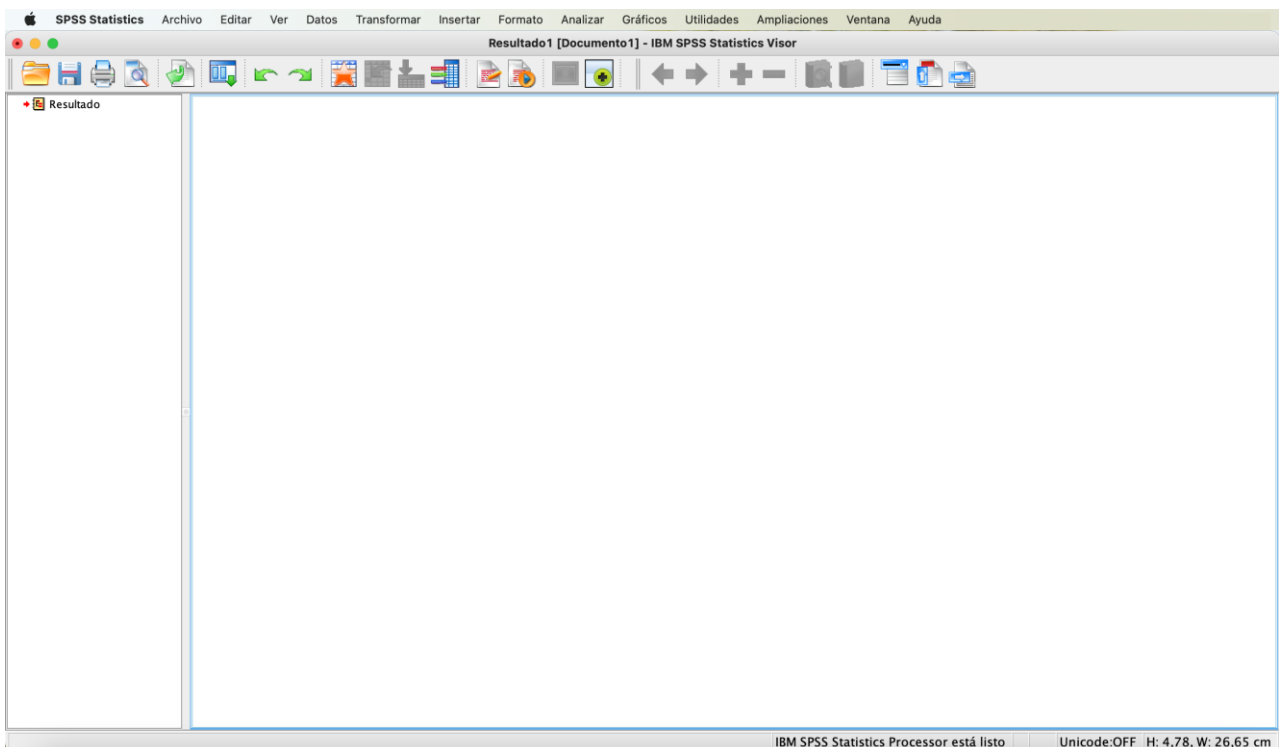 SPSS Statistics Archivo Editar Ver Datos Transformar Insertar Formato Analizar Gráficos Utilidades Ampliaciones Ventana Ayuda
Resultado1 [Documento1] - IBM SPSS Statistics Visor
Resultado
IBM SPSS Statistics Processor está listo Unicode:OFF H: 4,78, W: 26,65 cm